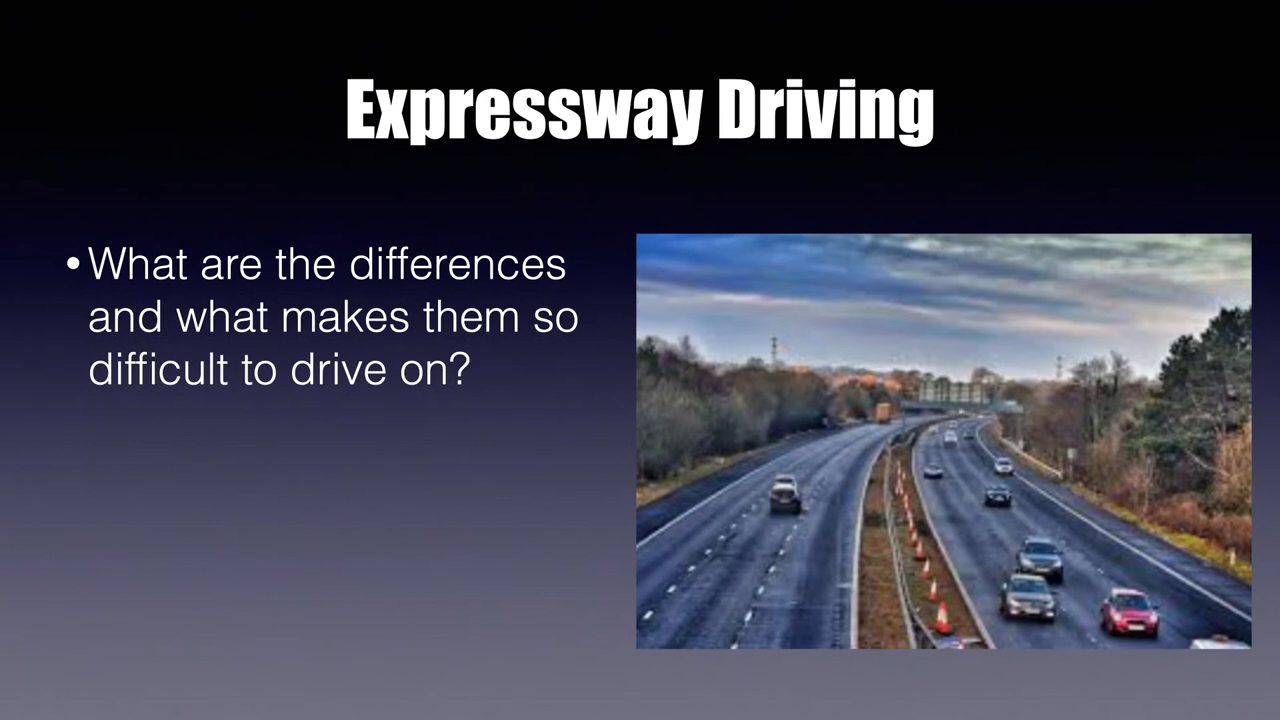 Expressway Driving
• What are the differences
and what makes them so
difficult to drive on?